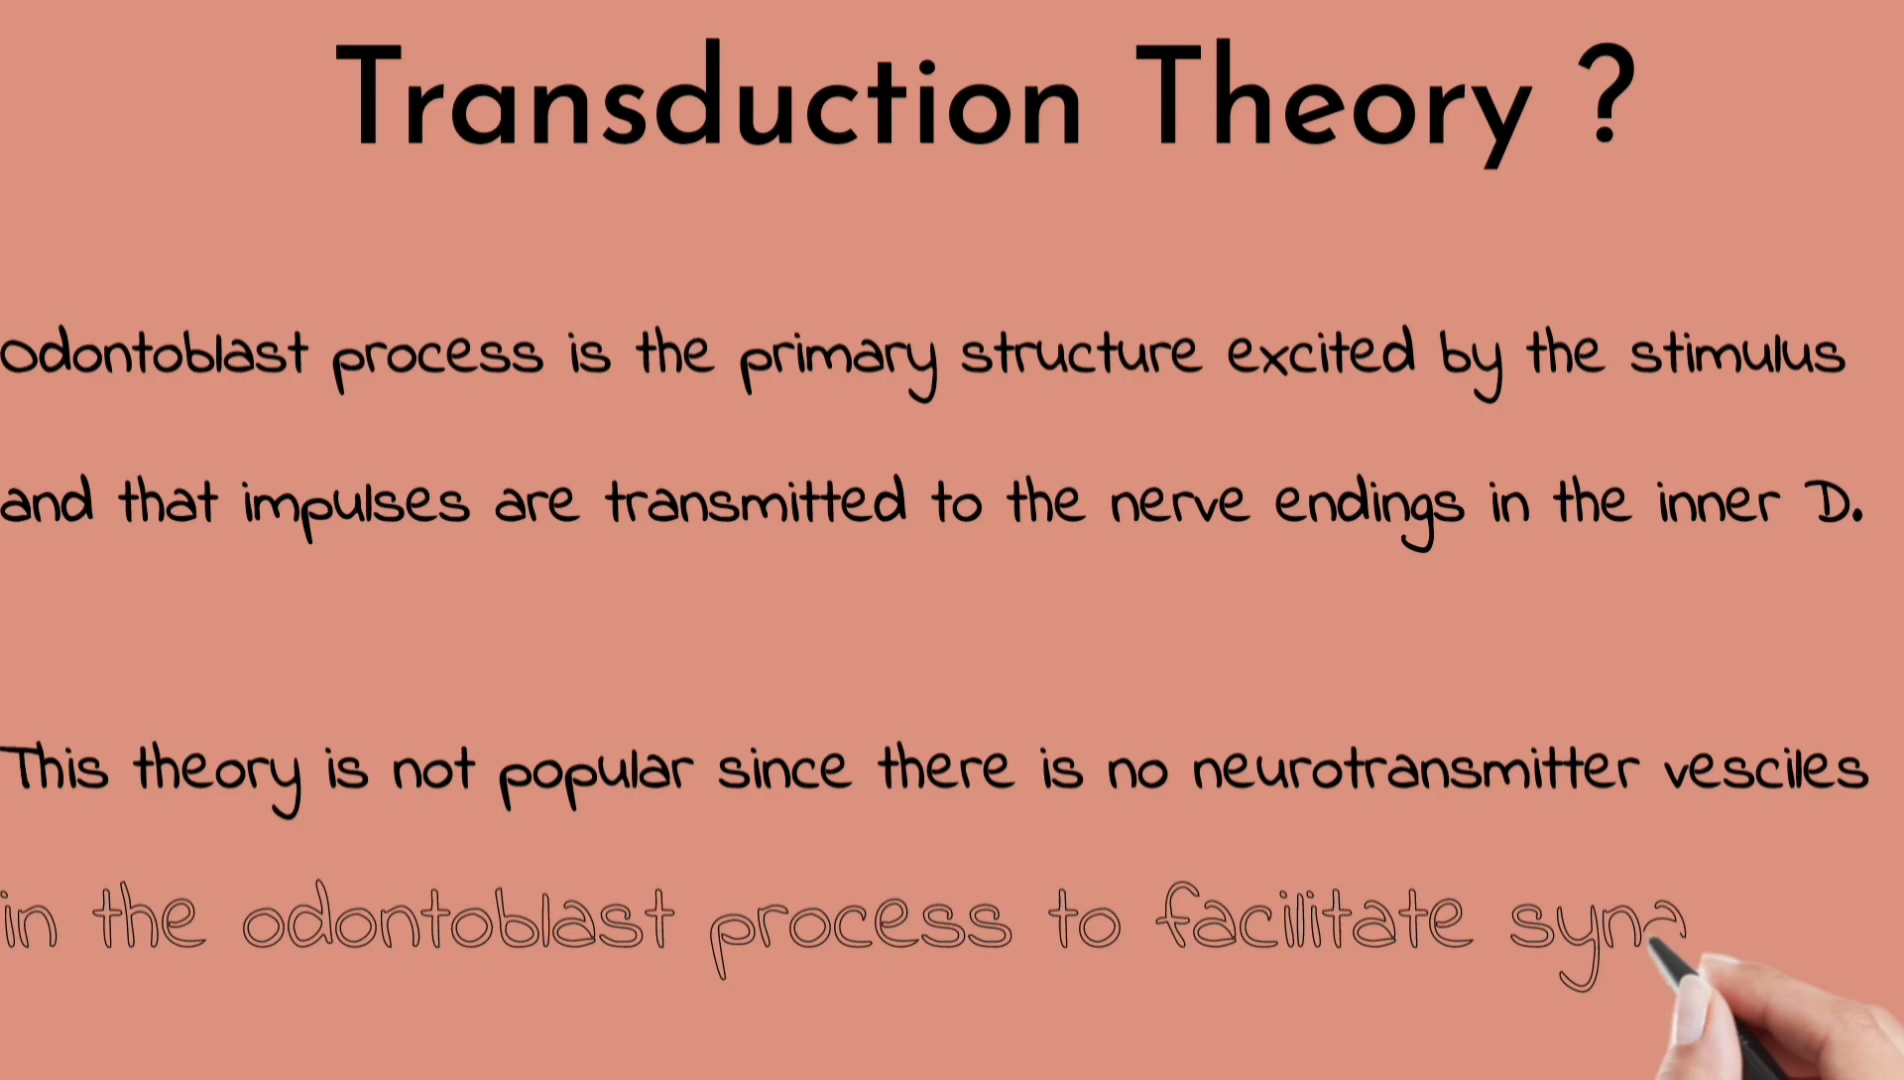 Transduction Theory ?
Odontoblast process is the primary structure excited by the stimulus
and that impulses are transmitted to the nerve endings in the inner D.
This theory is not popular since there is no neurotransmitter vesciles
in the odontoblast process to facilitate syna